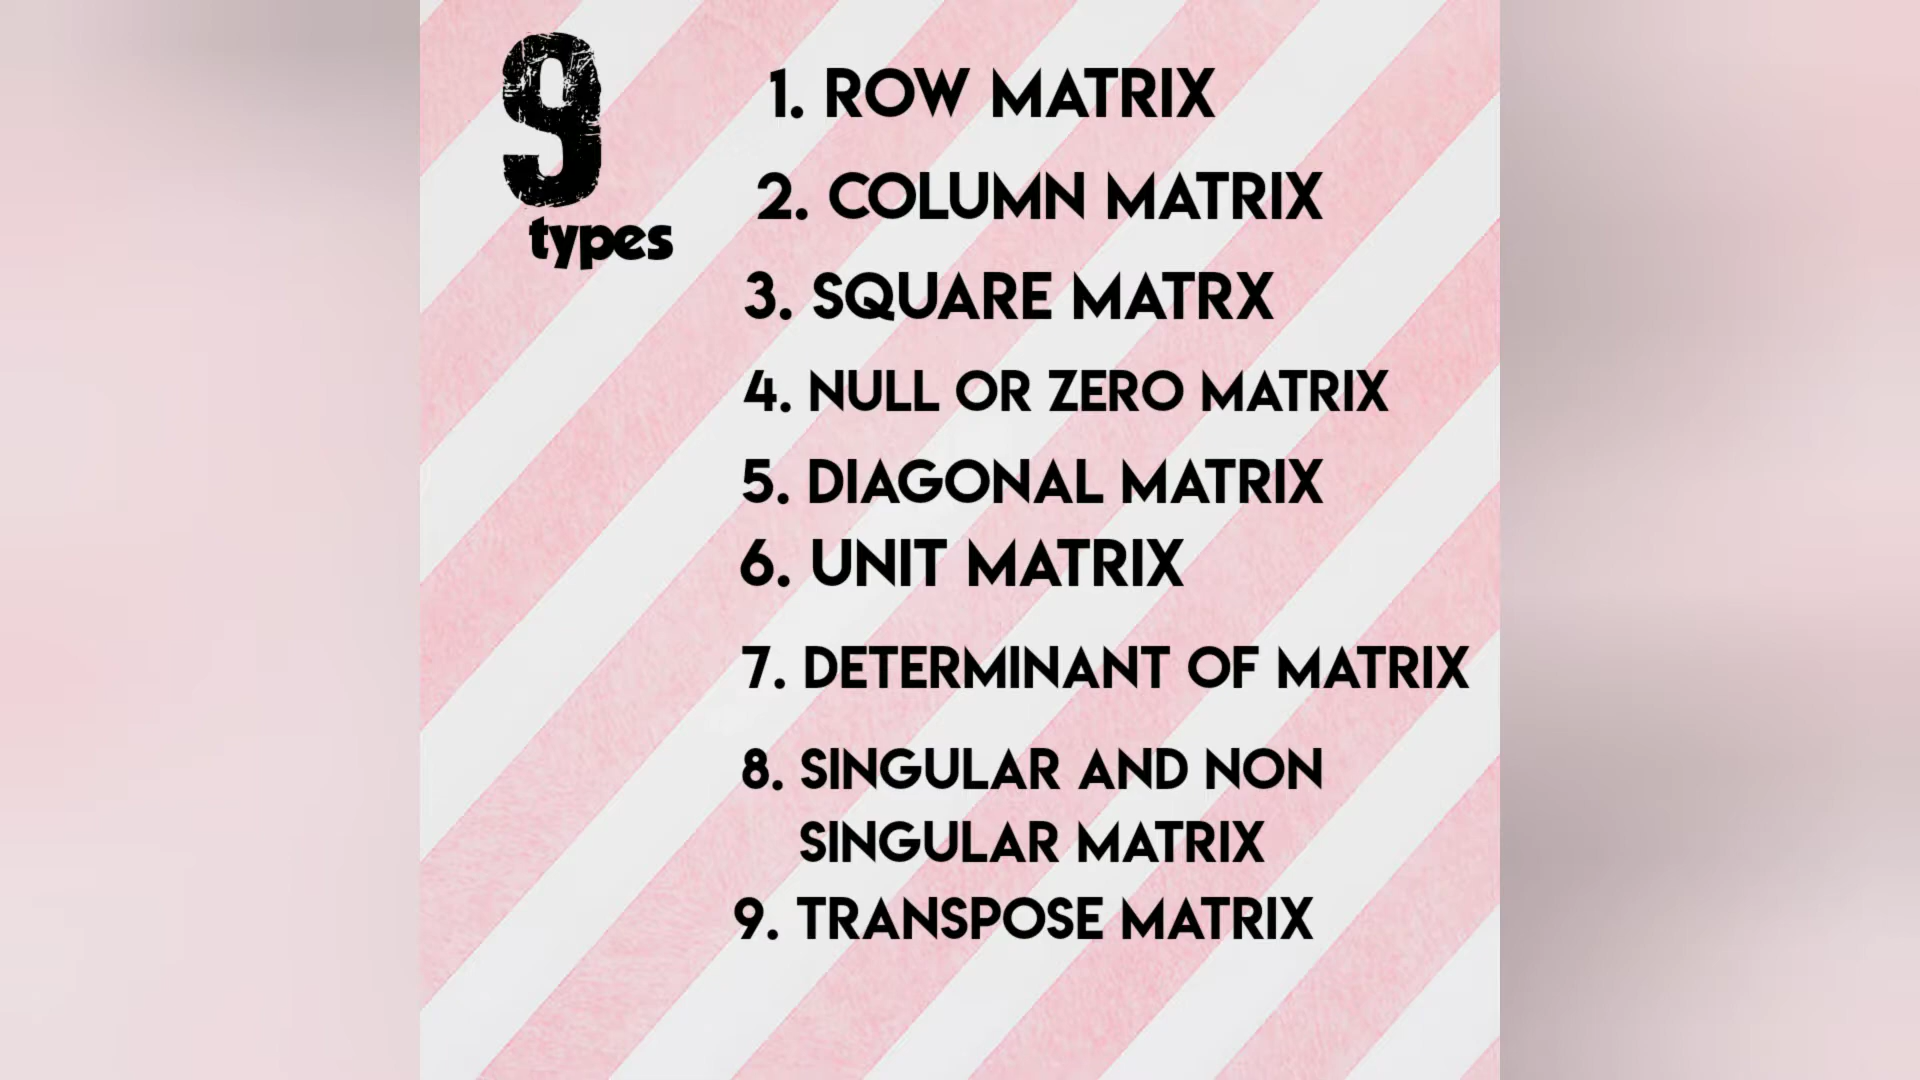 9
types
1. ROW MATRIX
2. COLUMN MATRIX
3. SQUARE MATRX
4. NULL OR ZERO MATRIX
5. DIAGONAL MATRIX
6. UNIT MATRIX
7. DETERMINANT OF MATRIX
8. SINGULAR AND NON
SINGULAR MATRIX
9. TRANSPOSE MATRIX